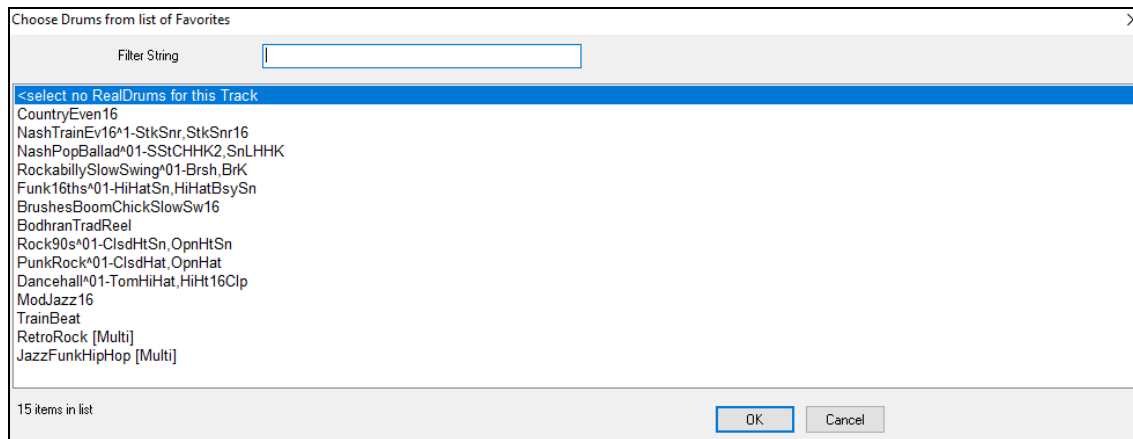 Choose Drums from list of Favorites
Filter String
<select no RealDrums for this Track
CountryEven16
NashTrainEv16^1-StkSnr,StkSnr16
NashPopBallad^01-SStCHHK2,SnLHHK
RockabillySlowSwing^01-Brsh,BrK
Funk16ths^01-HiHatSn,HiHatBsySn
BrushesBoomChickSlowSw16
BodhranTradReel
Rock90s^01-ClsdHtSn,OpnHtSn
PunkRock^01-ClsdHat,OpnHat
Dancehall^01-TomHiHat,HiHt16Clp
ModJazz16
TrainBeat
RetroRock [Multi]
JazzFunkHipHop [Multi]
15 items in list
OK Cancel